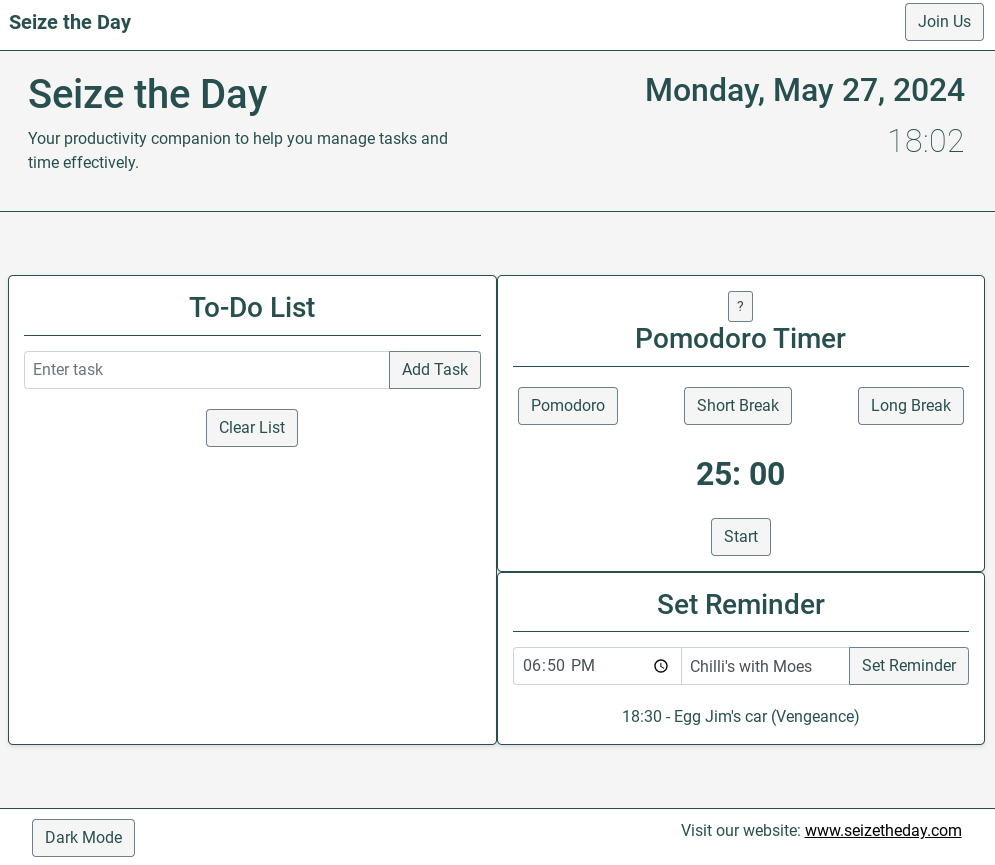 Seize the Day
Join Us
Seize the Day
Your productivity companion to help you manage tasks and
time effectively.
Monday, May 27, 2024
18:02
To-Do List
Enter task
Add Task
Clear List
?
Pomodoro Timer
Pomodoro
Short Break
Long Break
25: 00
Start
Set Reminder
06:50 PM
Chilli's with Moes
Set Reminder
18:30 - Egg Jim's car (Vengeance)
Dark Mode
Visit our website: www.seizetheday.com